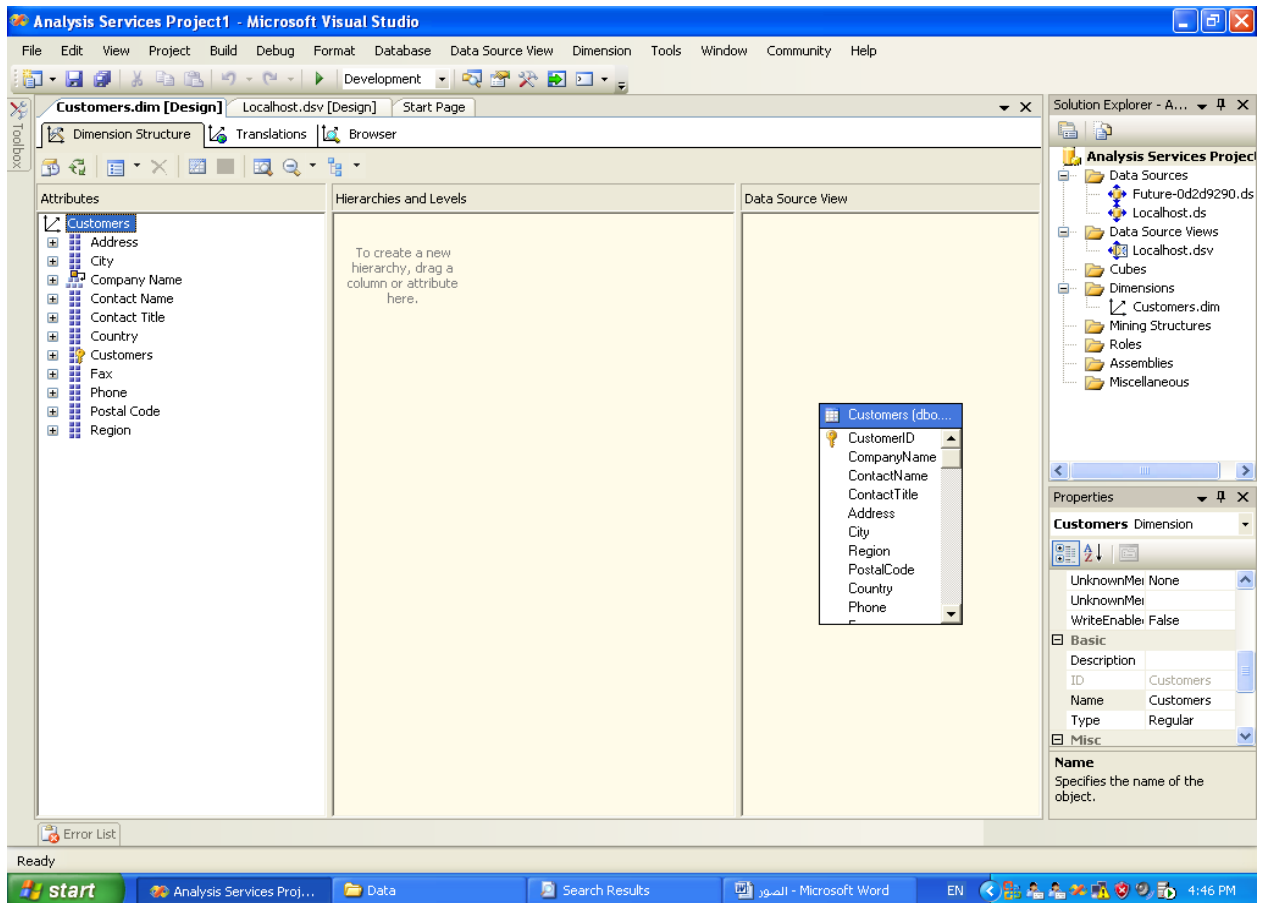 Analysis Services Project1 - Microsoft Visual Studio
File Edit View Project Build Debug Format Database Data Source View Dimension Tools Window Community Help
Development
Toolbox
Customers.dim [Design] Localhost.dsv [Design] Start Page
Dimension Structure Translations Browser
Attributes
Customers
Address
City
Company Name
Contact Name
Contact Title
Country
Customers
Fax
Phone
Postal Code
Region
Hierarchies and Levels
To create a new
hierarchy, drag a
column or attribute
here.
Data Source View
Customers (dbo....
CustomerID
CompanyName
ContactName
ContactTitle
Address
City
Region
PostalCode
Country
Phone
Solution Explorer - A...
Analysis Services Project
Data Sources
Future-0d2d9290.ds
Localhost.ds
Data Source Views
Localhost.dsv
Cubes
Dimensions
Customers.dim
Mining Structures
Roles
Assemblies
Miscellaneous
Properties
Customers Dimension
UnknownMei None
UnknownMei
WriteEnable False
Basic
Description
ID Customers
Name Customers
Type Regular
Misc
Name
Specifies the name of the
object.
Error List
Ready
start Analysis Services Proj... Data Search Results الصور - Microsoft Word EN 4:46 PM